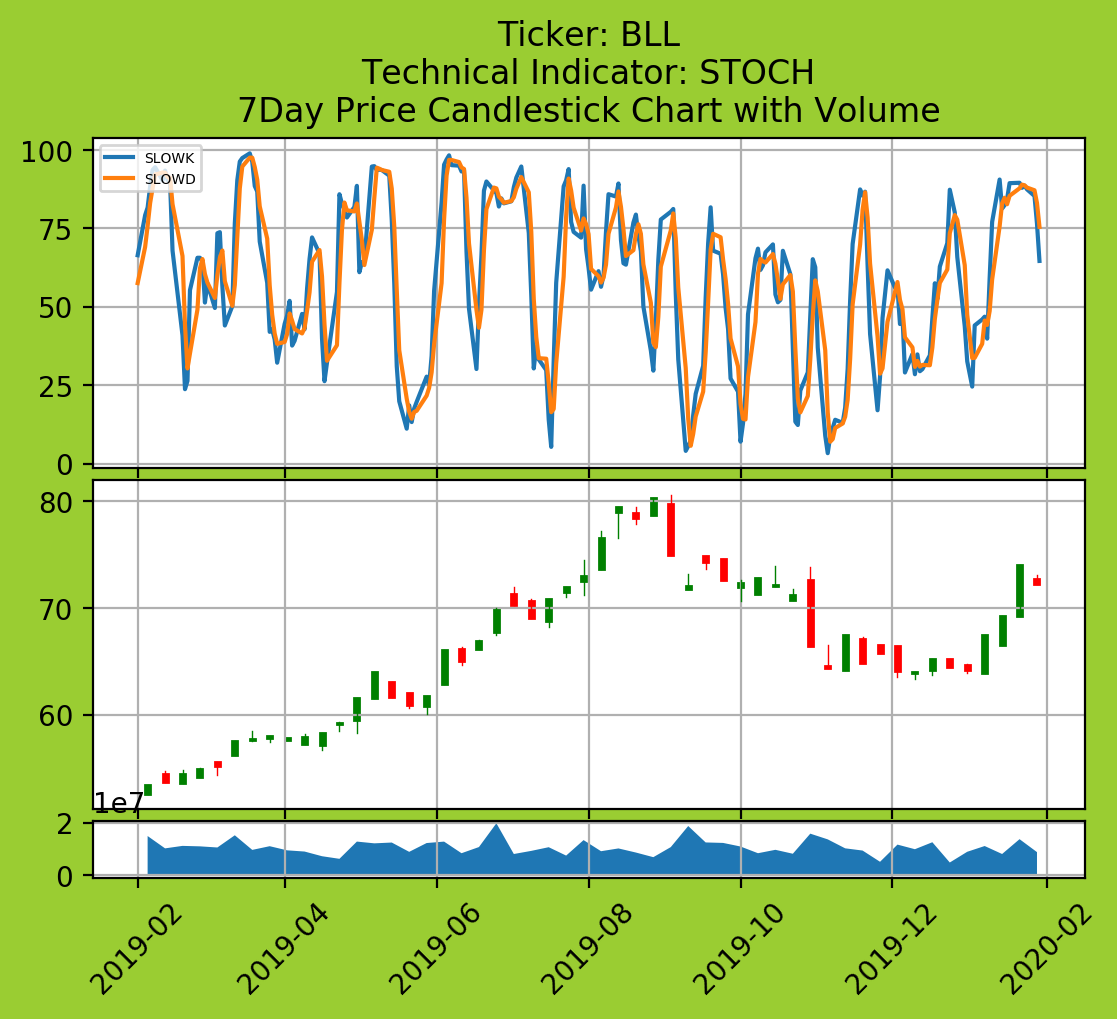 Ticker: BLL
Technical Indicator: STOCH
7Day Price Candlestick Chart with Volume
100
75
50
25
0
SLOWK
SLOWD
80
70
60
1e7
2
0
2019-02
2019-04
2019-06
2019-08
2019-10
2019-12
2020-02